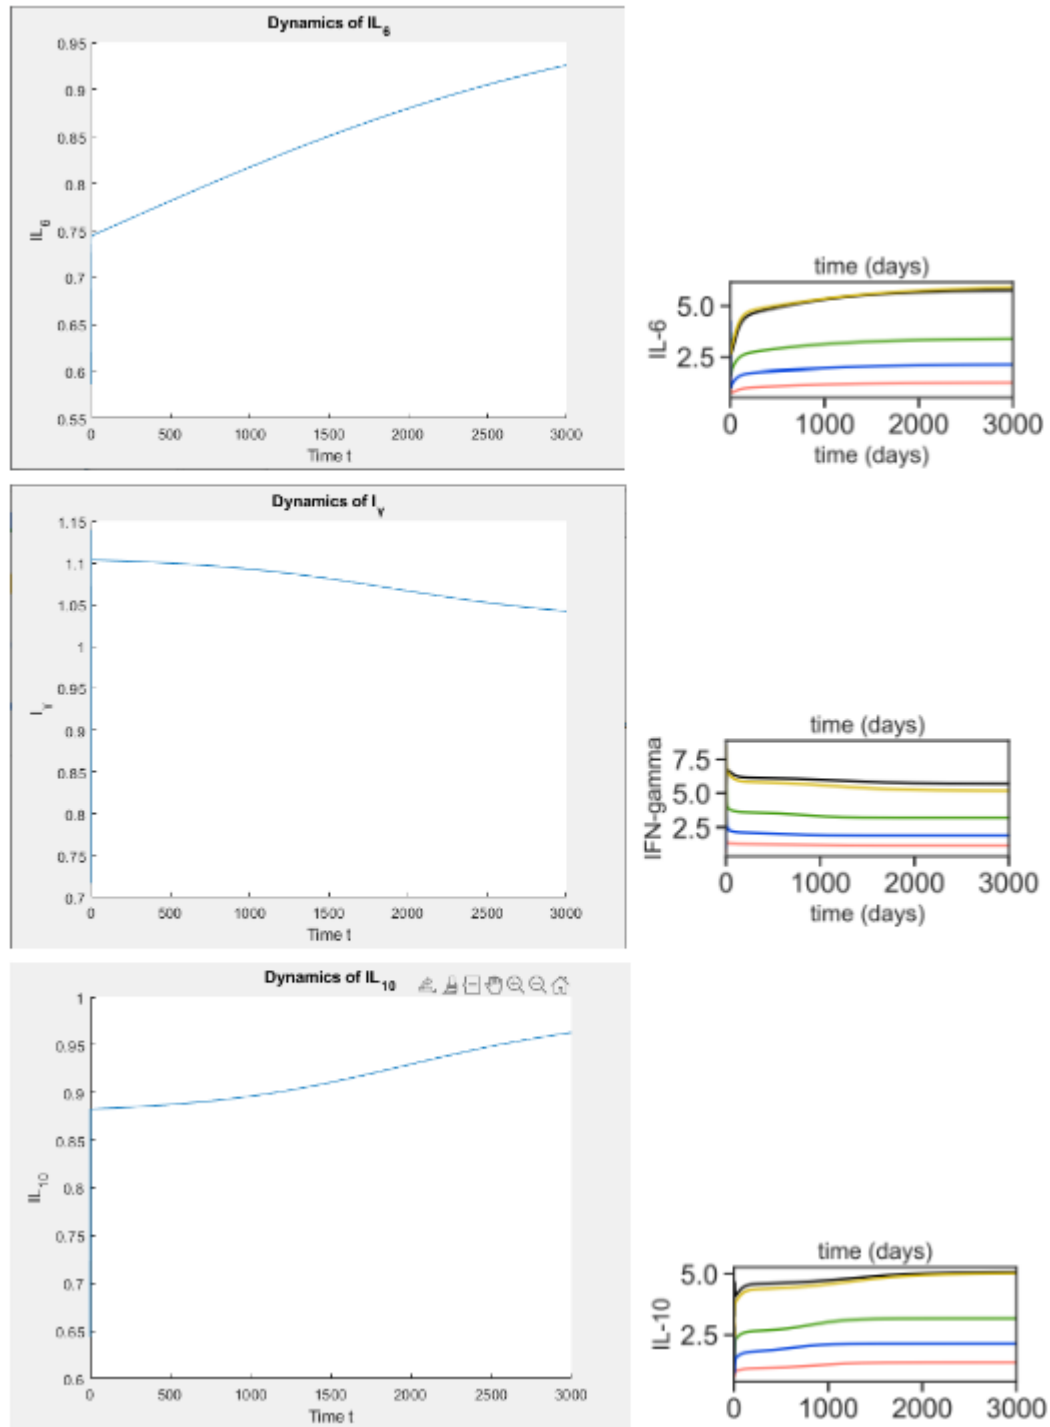 Dynamics of IL6
0.95
0.9
0.85
0.8
0.75
0.7
0.65
0.6
0.55
IL6
0 500 1000 1500 2000 2500 3000
Time t
time (days)
5.0
2.5
IL-6
0 1000 2000 3000
time (days)
Dynamics of Iγ
1.15
1.1
1.05
1
0.95
0.9
0.85
0.8
0.75
0.7
Iγ
0 500 1000 1500 2000 2500 3000
Time t
time (days)
7.5
5.0
2.5
IFN-gamma
0 1000 2000 3000
time (days)
Dynamics of IL10
1
0.95
0.9
0.85
0.8
0.75
0.7
0.65
0.6
IL10
0 500 1000 1500 2000 2500 3000
Time t
time (days)
5.0
2.5
IL-10
0 1000 2000 3000